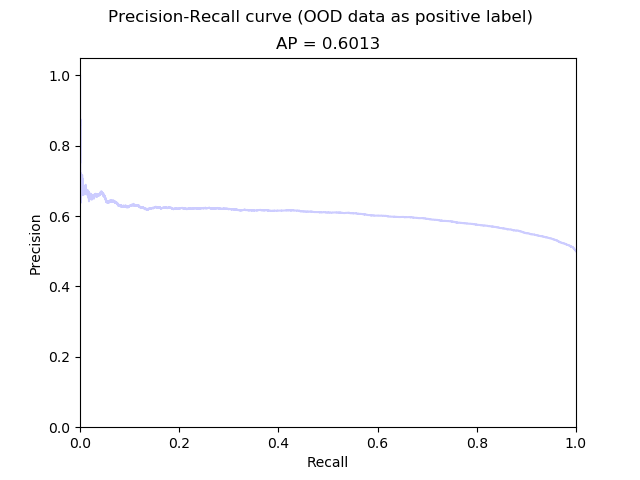 Precision-Recall curve (OOD data as positive label)
AP = 0.6013
1.0
0.8
0.6
0.4
0.2
0.0
Precision
0.0 0.2 0.4 0.6 0.8 1.0
Recall